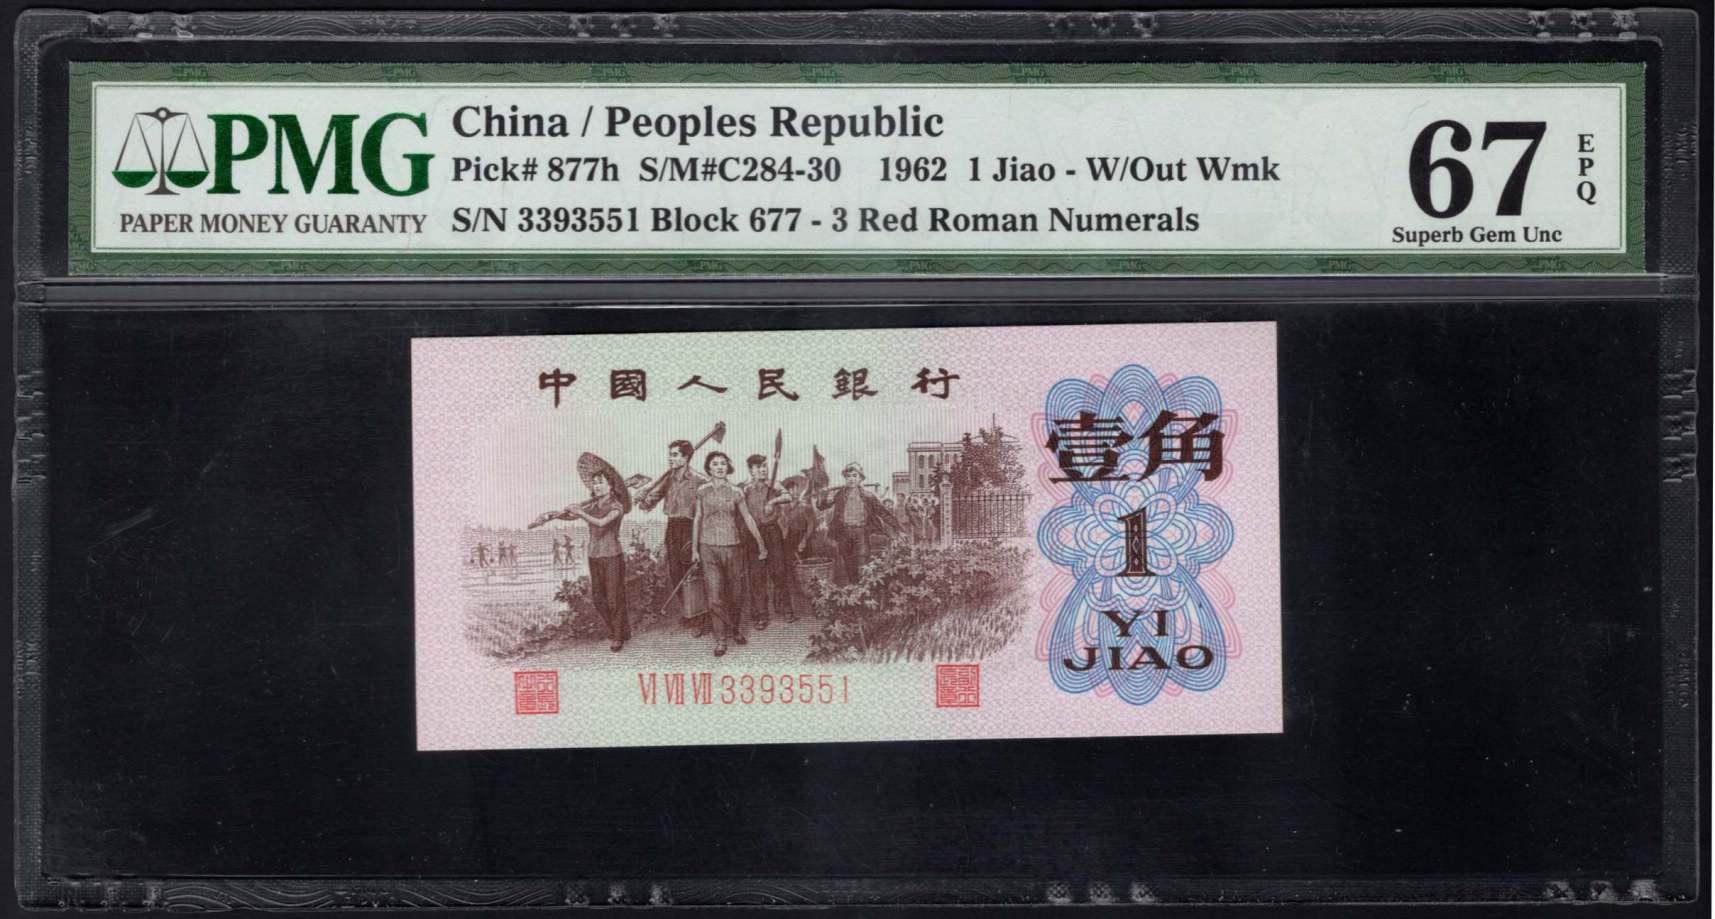 PMG
PAPER MONEY GUARANTY
China / Peoples Republic
Pick# 877h S/M#C284-30 1962 1 Jiao - W/Out Wmk
S/N 3393551 Block 677 - 3 Red Roman Numerals
67
EPQ
Superb Gem Unc
中國人民銀行
壹角
1
YI
JIAO
VI VII VII 3393551